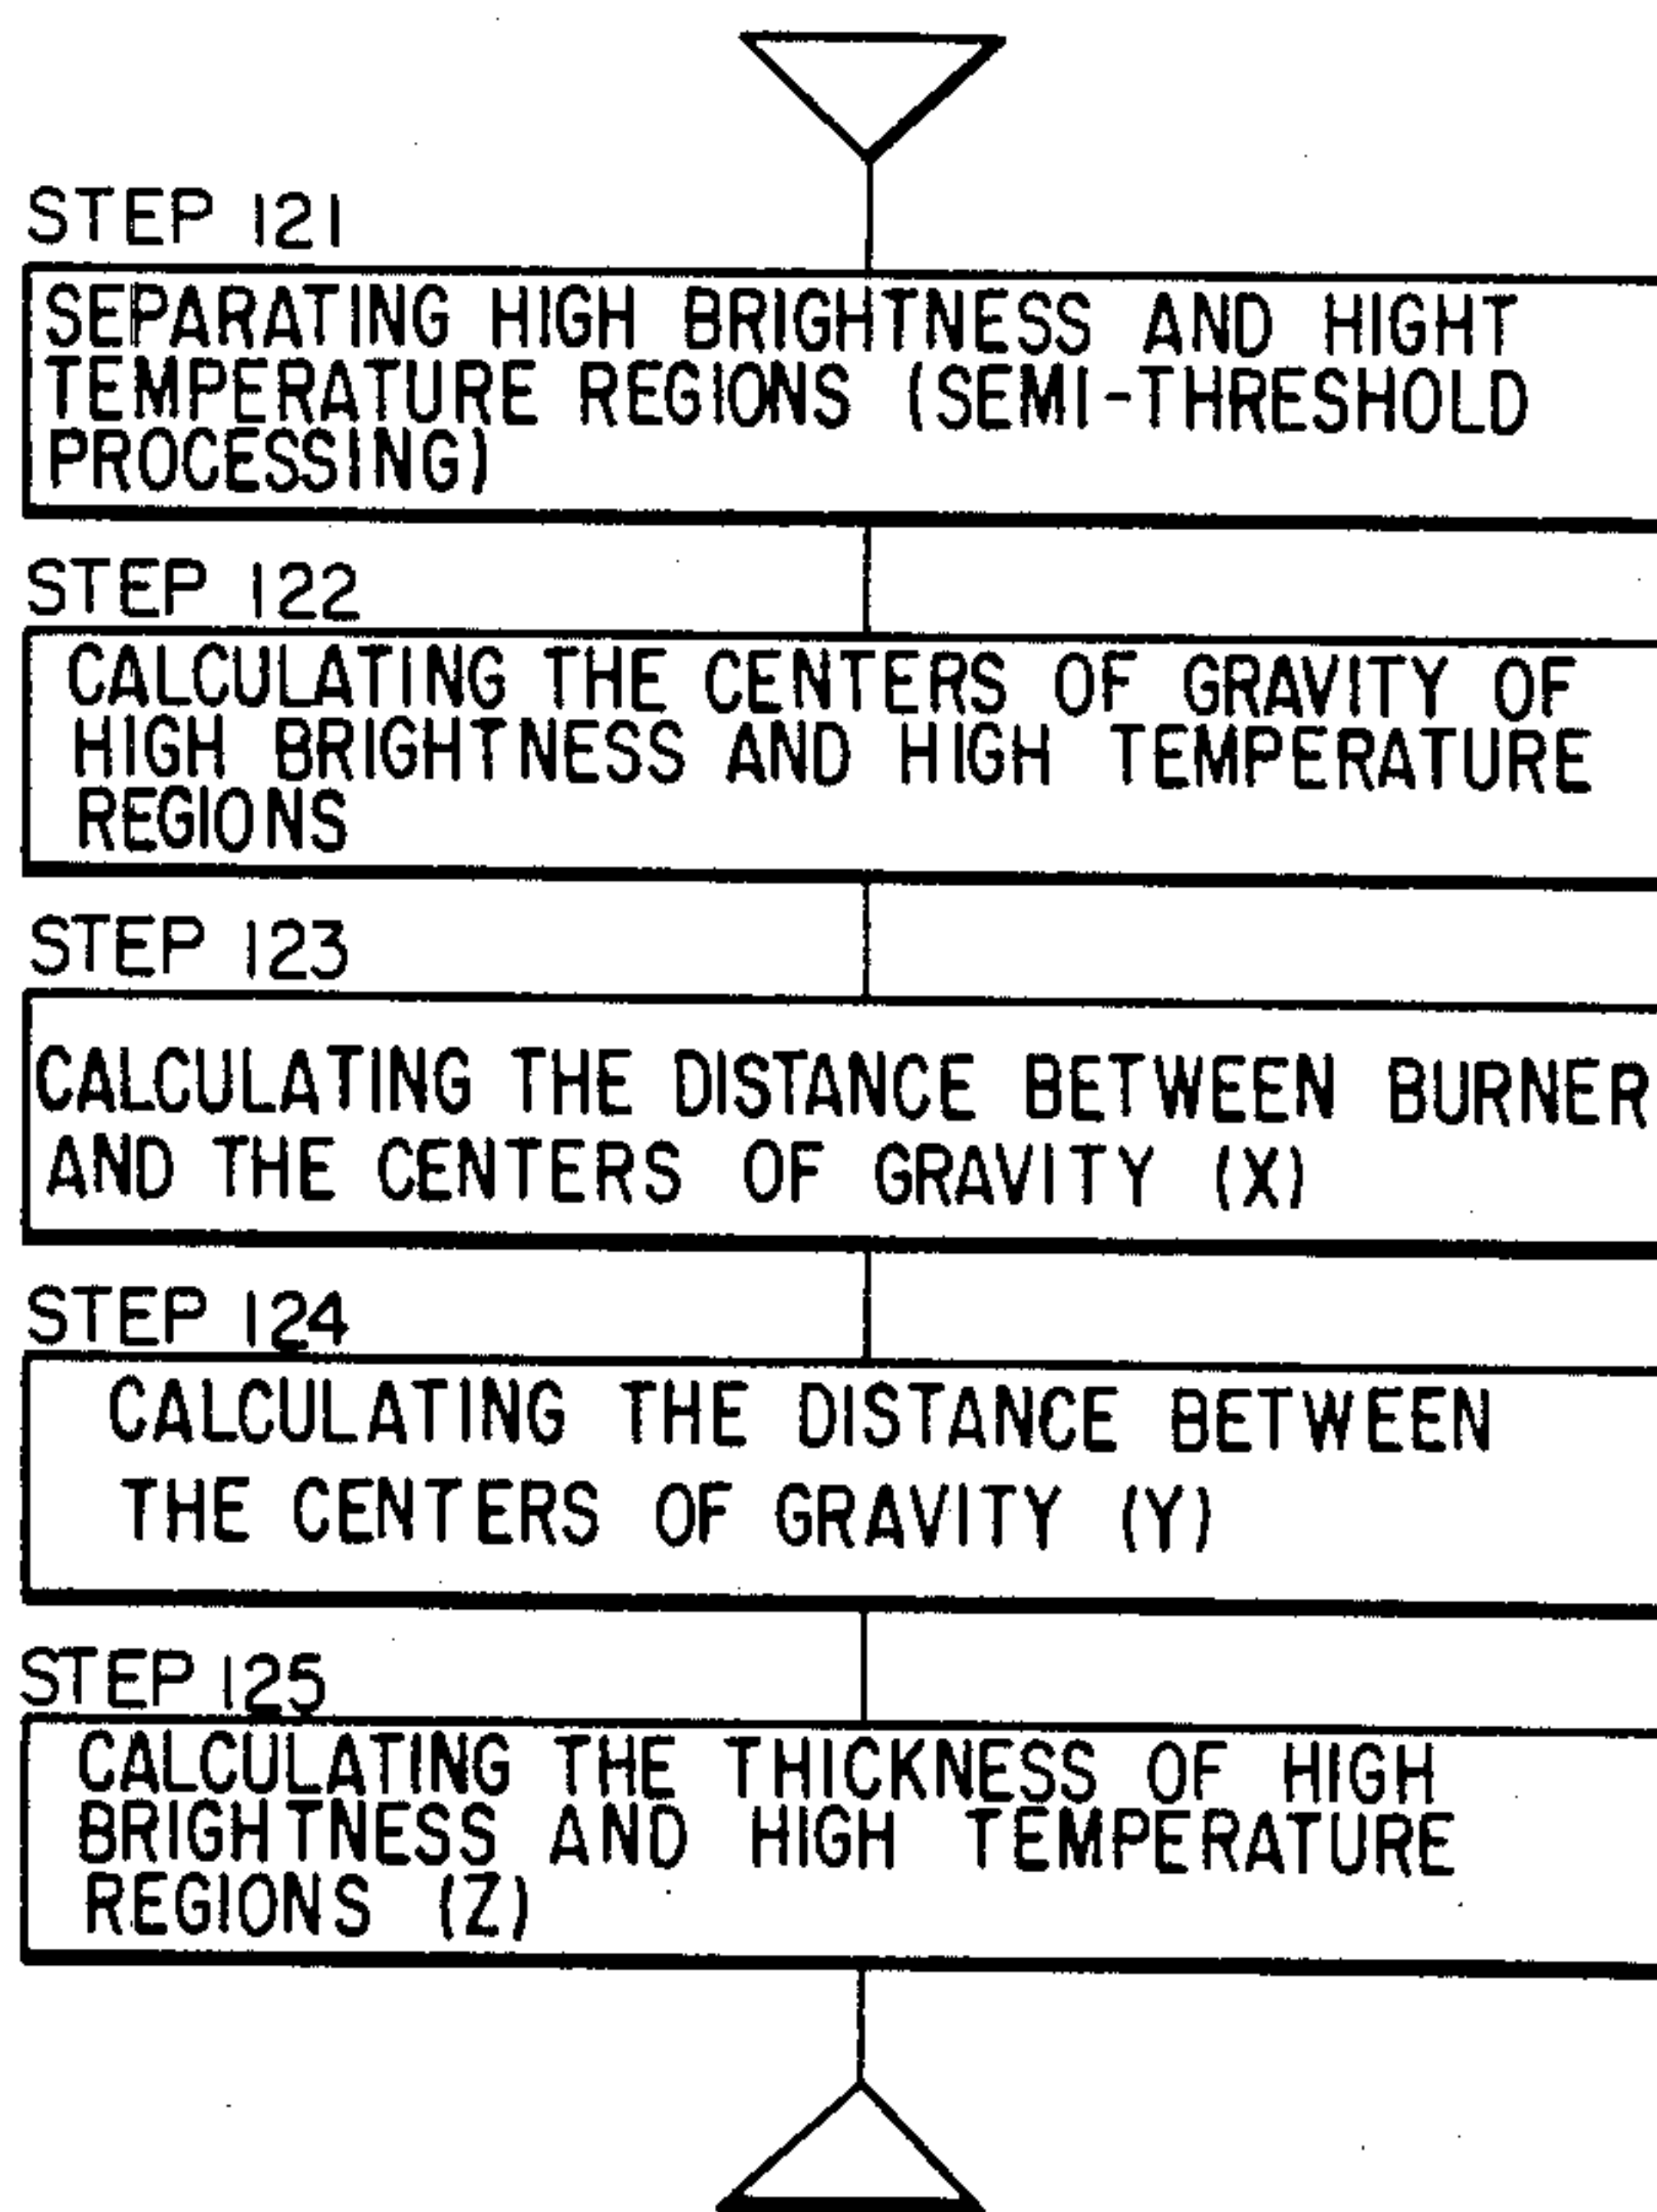 STEP 121
SEPARATING HIGH BRIGHTNESS AND HIGHT
TEMPERATURE REGIONS (SEMI-THRESHOLD
PROCESSING)
STEP 122
CALCULATING THE CENTERS OF GRAVITY OF
HIGH BRIGHTNESS AND HIGH TEMPERATURE
REGIONS
STEP 123
CALCULATING THE DISTANCE BETWEEN BURNER
AND THE CENTERS OF GRAVITY (X)
STEP 124
CALCULATING THE DISTANCE BETWEEN
THE CENTERS OF GRAVITY (Y)
STEP 125
CALCULATING THE THICKNESS OF HIGH
BRIGHTNESS AND HIGH TEMPERATURE
REGIONS (Z)